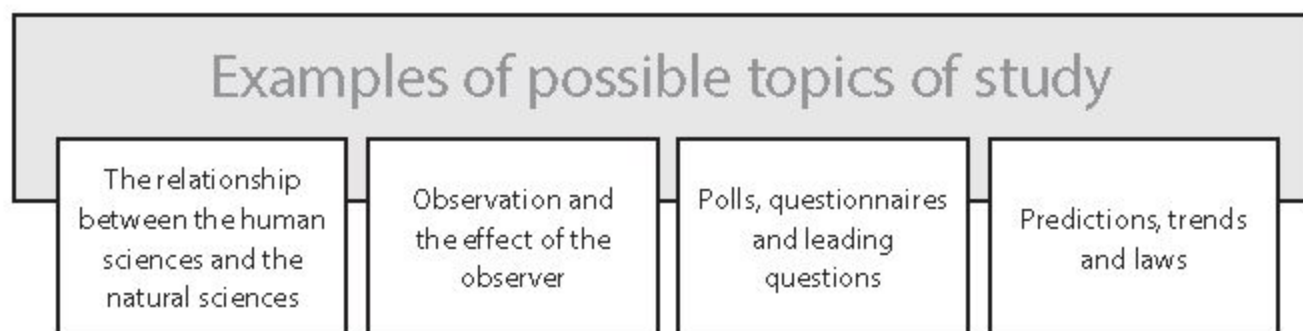 Examples of possible topics of study
The relationship
between the human
sciences and the
natural sciences
Observation and
the effect of the
observer
Polls, questionnaires
and leading
questions
Predictions, trends
and laws